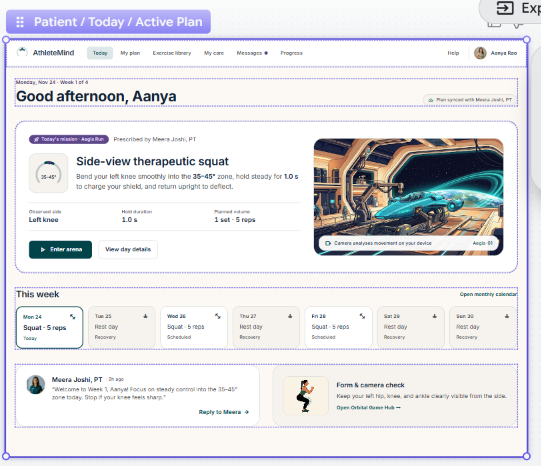 Patient / Today / Active Plan
Exp
AthleteMind
Today
My plan
Exercise library
My care
Messages
Progress
Help
Aanya Rao
Monday, Nov 24 · Week 1 of 4
Good afternoon, Aanya
Plan synced with Meera Joshi, PT
Today's mission · Aegis Run
Prescribed by Meera Joshi, PT
35–45°
Side-view therapeutic squat
Bend your left knee smoothly into the 35–45° zone, hold steady for 1.0 s
to charge your shield, and return upright to deflect.
Observed side
Left knee
Hold duration
1.0 s
Planned volume
1 set · 5 reps
Enter arena
View day details
Camera analyses movement on your device
Aegis-01
This week
Open monthly calendar
Mon 24
Squat · 5 reps
Today
Tue 25
Rest day
Recovery
Wed 26
Squat · 5 reps
Scheduled
Thu 27
Rest day
Recovery
Fri 28
Squat · 5 reps
Scheduled
Sat 29
Rest day
Recovery
Sun 30
Rest day
Recovery
Meera Joshi, PT
2h ago
"Welcome to Week 1, Aanya! Focus on steady control into the 35–45°
zone today. Stop if your knee feels sharp."
Reply to Meera →
Form & camera check
Keep your left hip, knee, and ankle clearly visible from the side.
Open Orbital Game Hub →